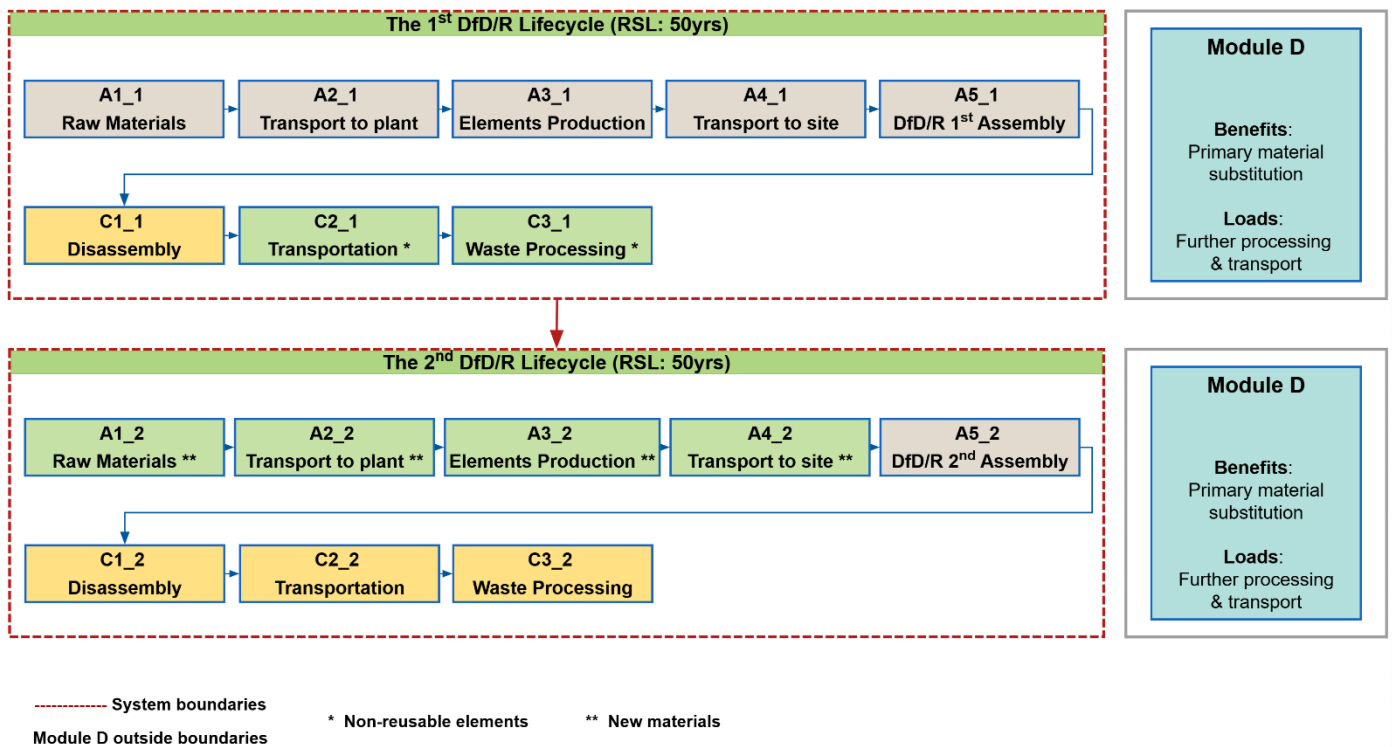 The 1st DfD/R Lifecycle (RSL: 50yrs)
A1_1
Raw Materials
A2_1
Transport to plant
A3_1
Elements Production
A4_1
Transport to site
A5_1
DfD/R 1st Assembly
C1_1
Disassembly
C2_1
Transportation *
C3_1
Waste Processing *
Module D
Benefits:
Primary material
substitution
Loads:
Further processing
& transport
The 2nd DfD/R Lifecycle (RSL: 50yrs)
A1_2
Raw Materials **
A2_2
Transport to plant **
A3_2
Elements Production **
A4_2
Transport to site **
A5_2
DfD/R 2nd Assembly
C1_2
Disassembly
C2_2
Transportation
C3_2
Waste Processing
Module D
Benefits:
Primary material
substitution
Loads:
Further processing
& transport
System boundaries
Module D outside boundaries
* Non-reusable elements
** New materials